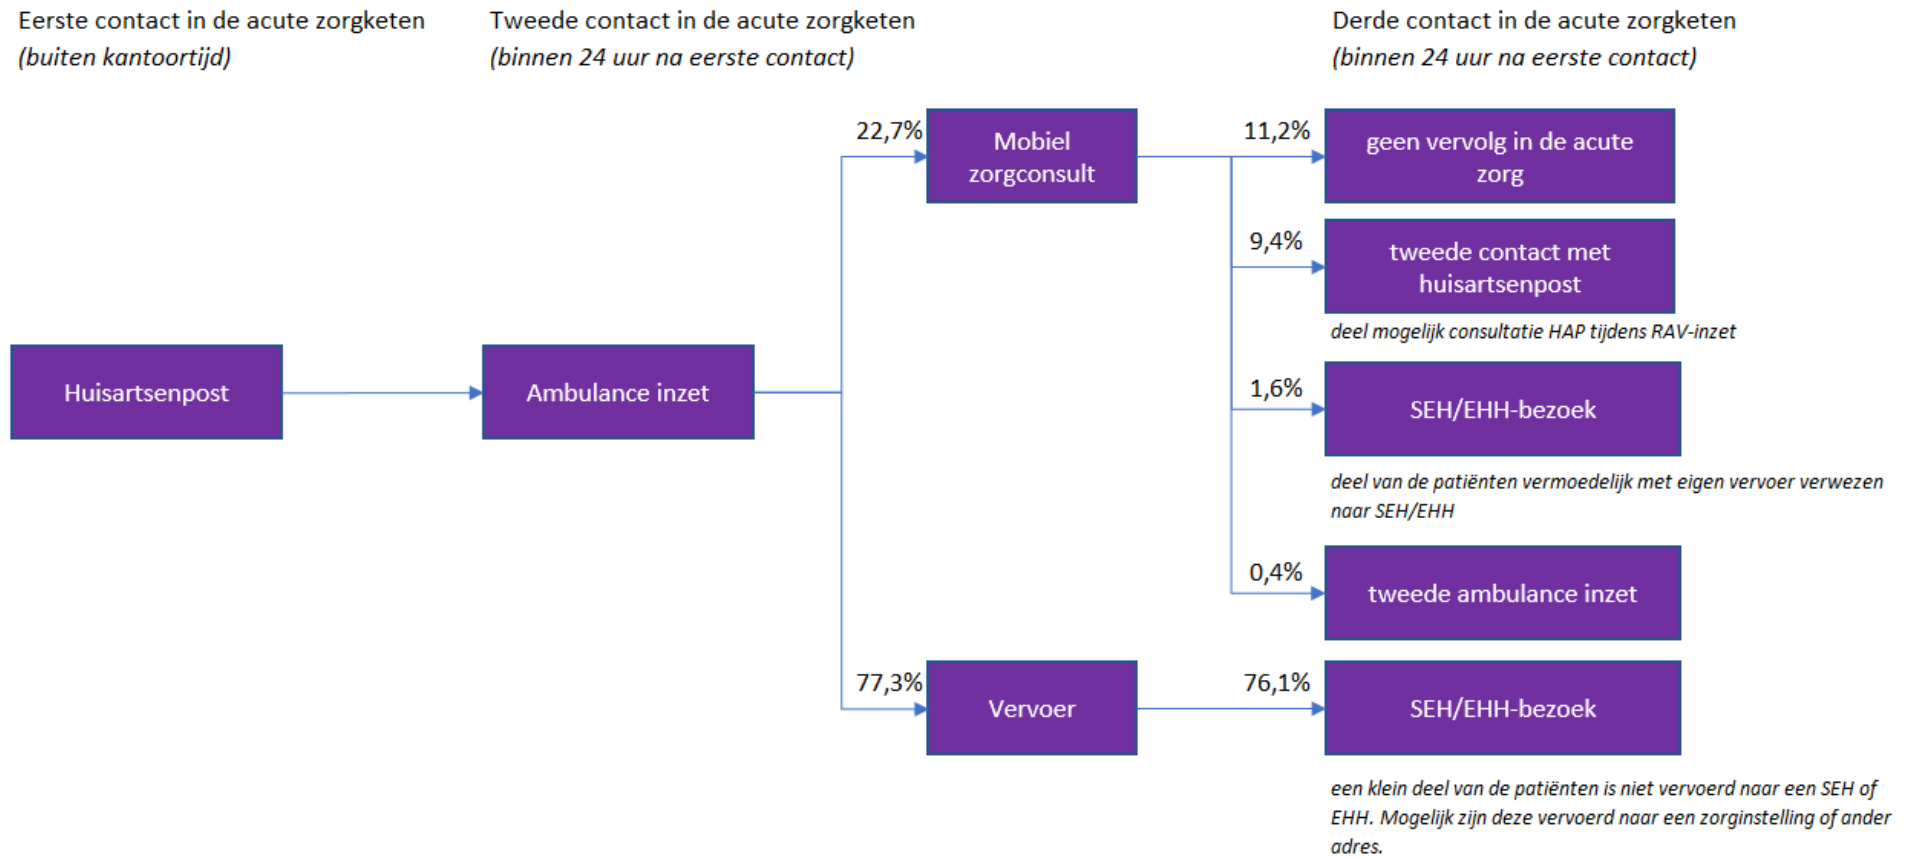 Eerste contact in de acute zorgketen
(buiten kantoortijd)
Tweede contact in de acute zorgketen
(binnen 24 uur na eerste contact)
Derde contact in de acute zorgketen
(binnen 24 uur na eerste contact)
Huisartsenpost
Ambulance inzet
22,7%
Mobiel
zorgconsult
11,2%
geen vervolg in de acute
zorg
9,4%
tweede contact met
huisartsenpost
deel mogelijk consultatie HAP tijdens RAV-inzet
1,6%
SEH/EHH-bezoek
deel van de patiënten vermoedelijk met eigen vervoer verwezen
naar SEH/EHH
0,4%
tweede ambulance inzet
77,3%
Vervoer
76,1%
SEH/EHH-bezoek
een klein deel van de patiënten is niet vervoerd naar een SEH of
EHH. Mogelijk zijn deze vervoerd naar een zorginstelling of ander
adres.